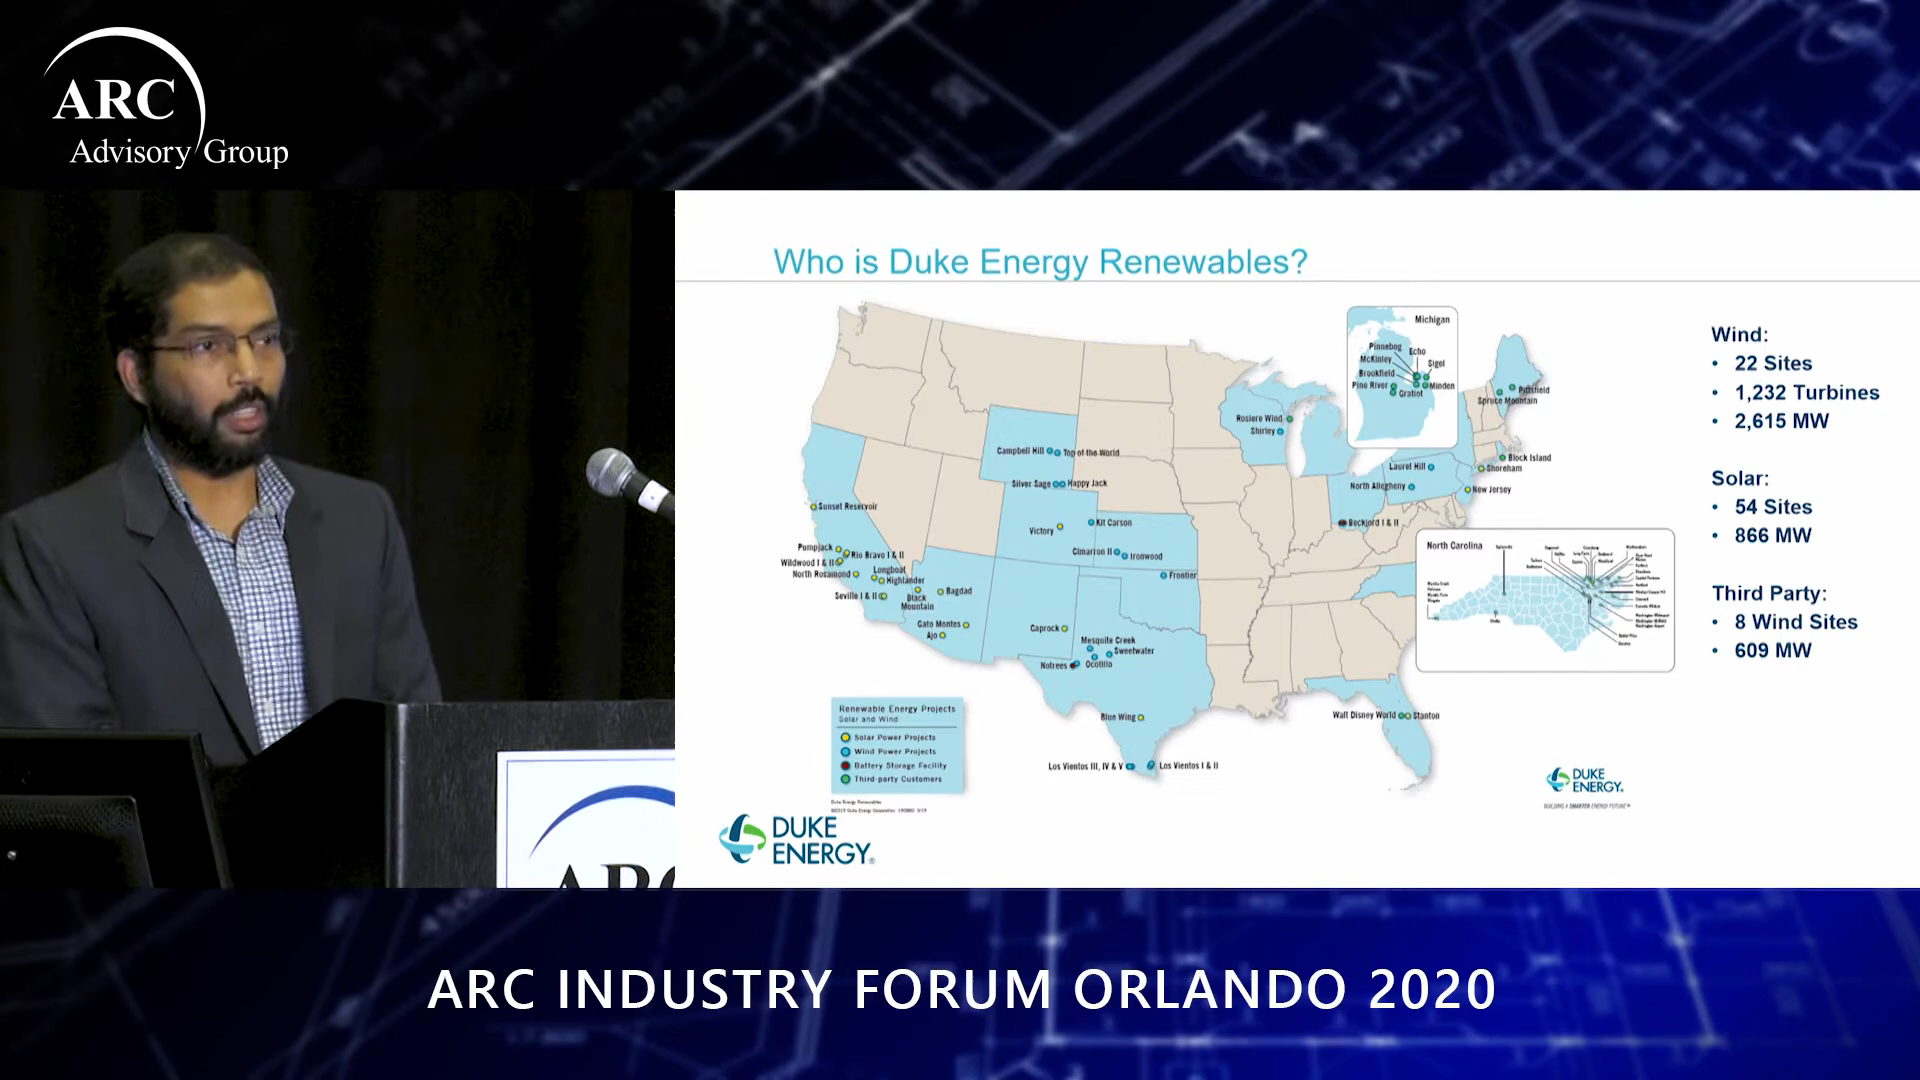 ARC
Advisory Group
Who is Duke Energy Renewables?
Michigan
Pinnebog
Echo
McKinley
Sigel
Brookfield
Pine River
Minden
Gratiot
Pittsfield
Spruce Mountain
Rosiere Wind
Shirley
Campbell Hill
Top of the World
Block Island
Laurel Hill
Shoreham
Silver Sage
Happy Jack
North Allegheny
New Jersey
Sunset Reservoir
Victory
Kit Carson
Beckjord I & II
Pumpjack
Rio Bravo I & II
Cimarron II
Ironwood
Wildwood I & II
North Rosamond
Longboat
Highlander
Frontier
Seville I & II
Black
Mountain
Bagdad
North Carolina
Gato Montes
Ajo
Caprock
Mesquite Creek
Sweetwater
Notrees
Ocotillo
Blue Wing
Walt Disney World
Stanton
Los Vientos III, IV & V
Los Vientos I & II
Renewable Energy Projects
Solar and Wind
Solar Power Projects
Wind Power Projects
Battery Storage Facility
Third-party Customers
Duke Energy Renewables
Wind:
• 22 Sites
• 1,232 Turbines
• 2,615 MW
Solar:
• 54 Sites
• 866 MW
Third Party:
• 8 Wind Sites
• 609 MW
DUKE
ENERGY®
BUILDING A SMARTER ENERGY FUTURE℠
DUKE
ENERGY®
ARC INDUSTRY FORUM ORLANDO 2020